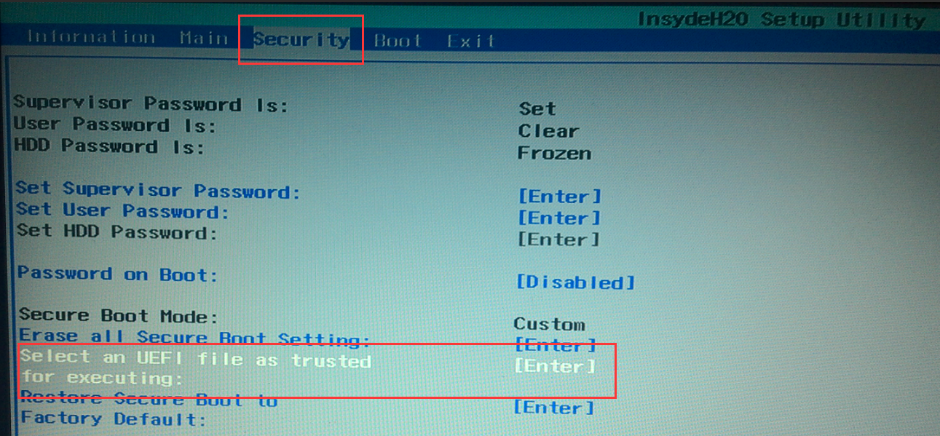 InsydeH20 Setup Utility
Information Main Security Boot Exit
Supervisor Password Is: Set
User Password Is: Clear
HDD Password Is: Frozen
Set Supervisor Password: [Enter]
Set User Password: [Enter]
Set HDD Password: [Enter]
Password on Boot: [Disabled]
Secure Boot Mode: Custom
Erase all Secure Boot Setting: [Enter]
Select an UEFI file as trusted [Enter]
for executing:
Restore Secure Boot to [Enter]
Factory Default: